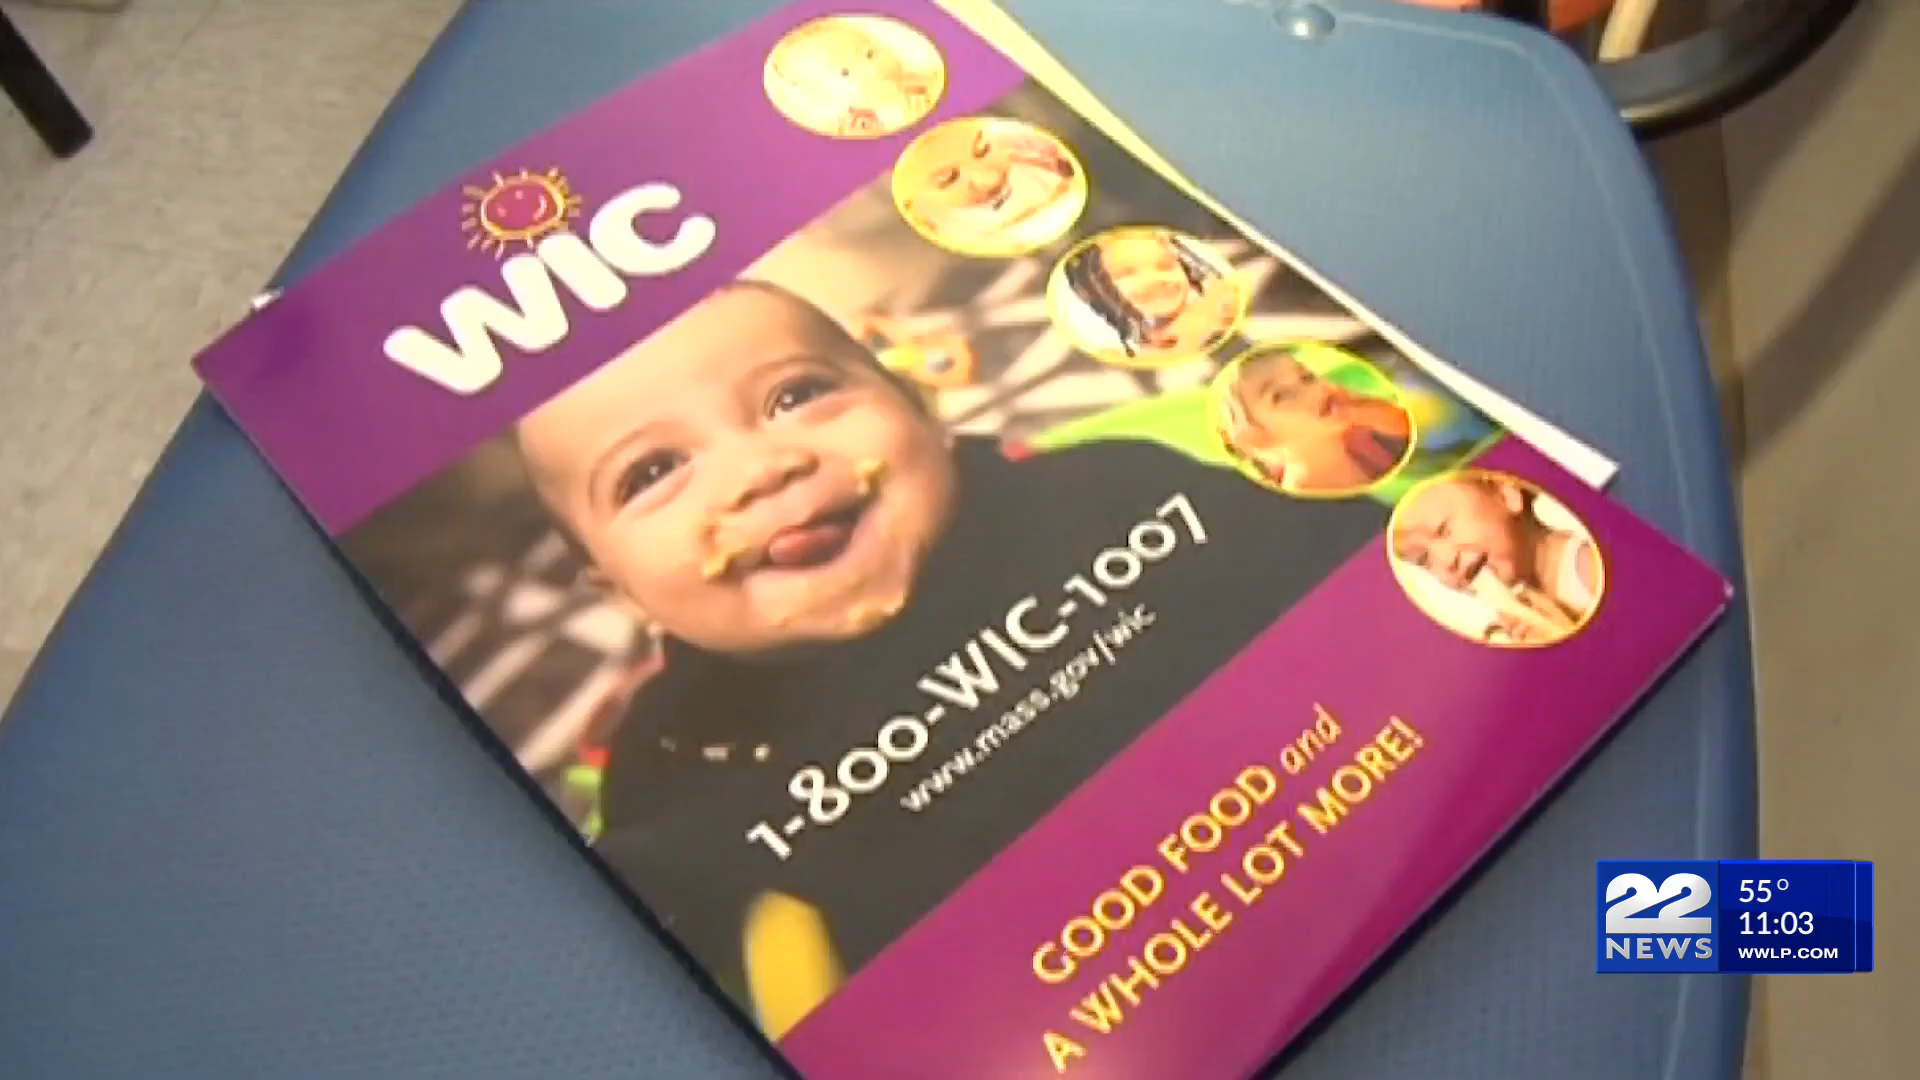 WIC
1-800-WIC-1007
www.mass.gov/wic
GOOD FOOD and
A WHOLE LOT MORE!
22
NEWS
55°
11:03
WWLP.COM